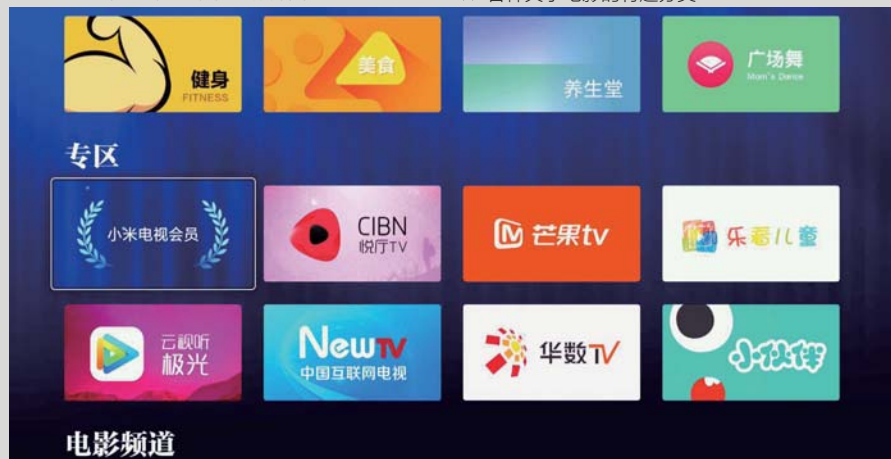 健身
FITNESS
美食
养生堂
广场舞
Mom's Dance
专区
小米电视会员
CIBN
悦厅TV
芒果tv
乐看儿童
云视听
极光
NewTV
中国互联网电视
华数TV
小伙伴
电影频道